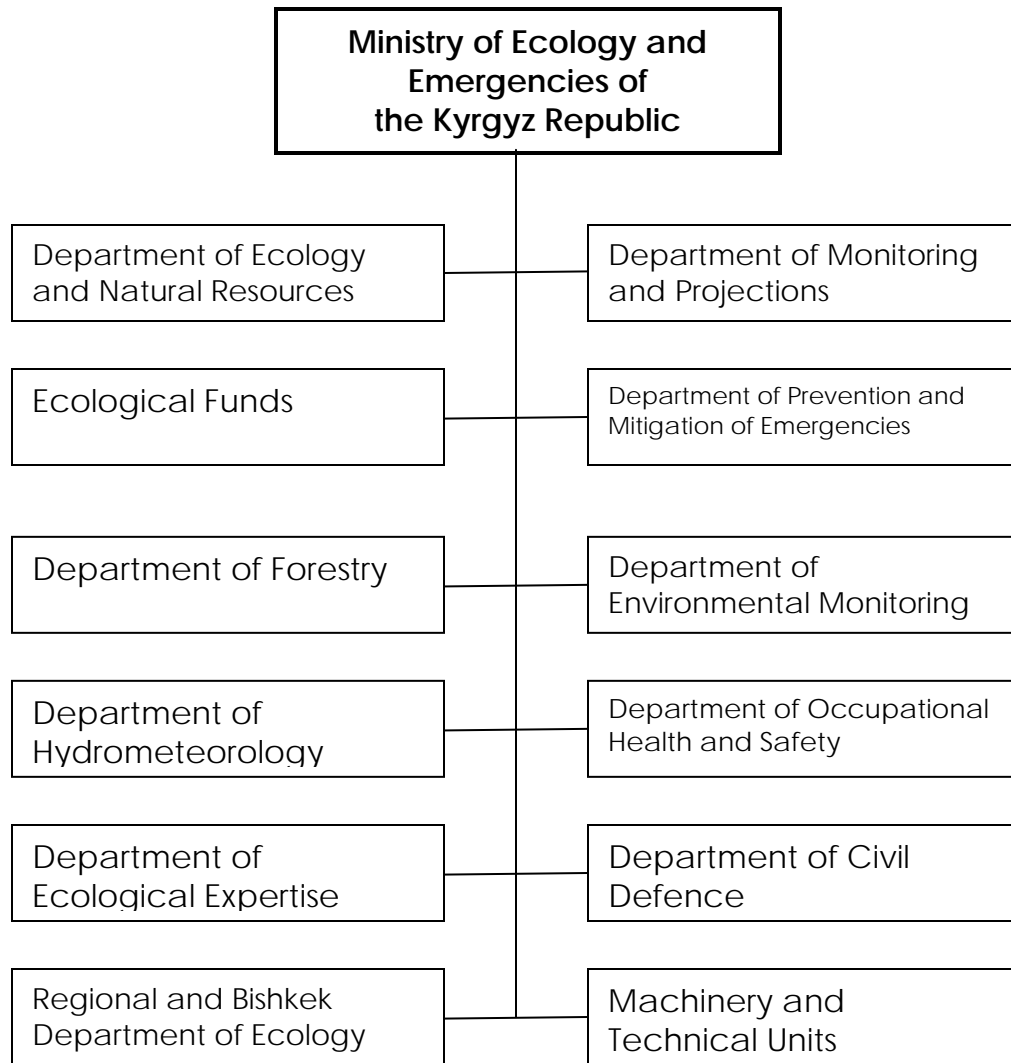 Ministry of Ecology and
Emergencies of
the Kyrgyz Republic
Department of Ecology
and Natural Resources
Department of Monitoring
and Projections
Ecological Funds
Department of Prevention and
Mitigation of Emergencies
Department of Forestry
Department of
Environmental Monitoring
Department of
Hydrometeorology
Department of Occupational
Health and Safety
Department of
Ecological Expertise
Department of Civil
Defence
Regional and Bishkek
Department of Ecology
Machinery and
Technical Units